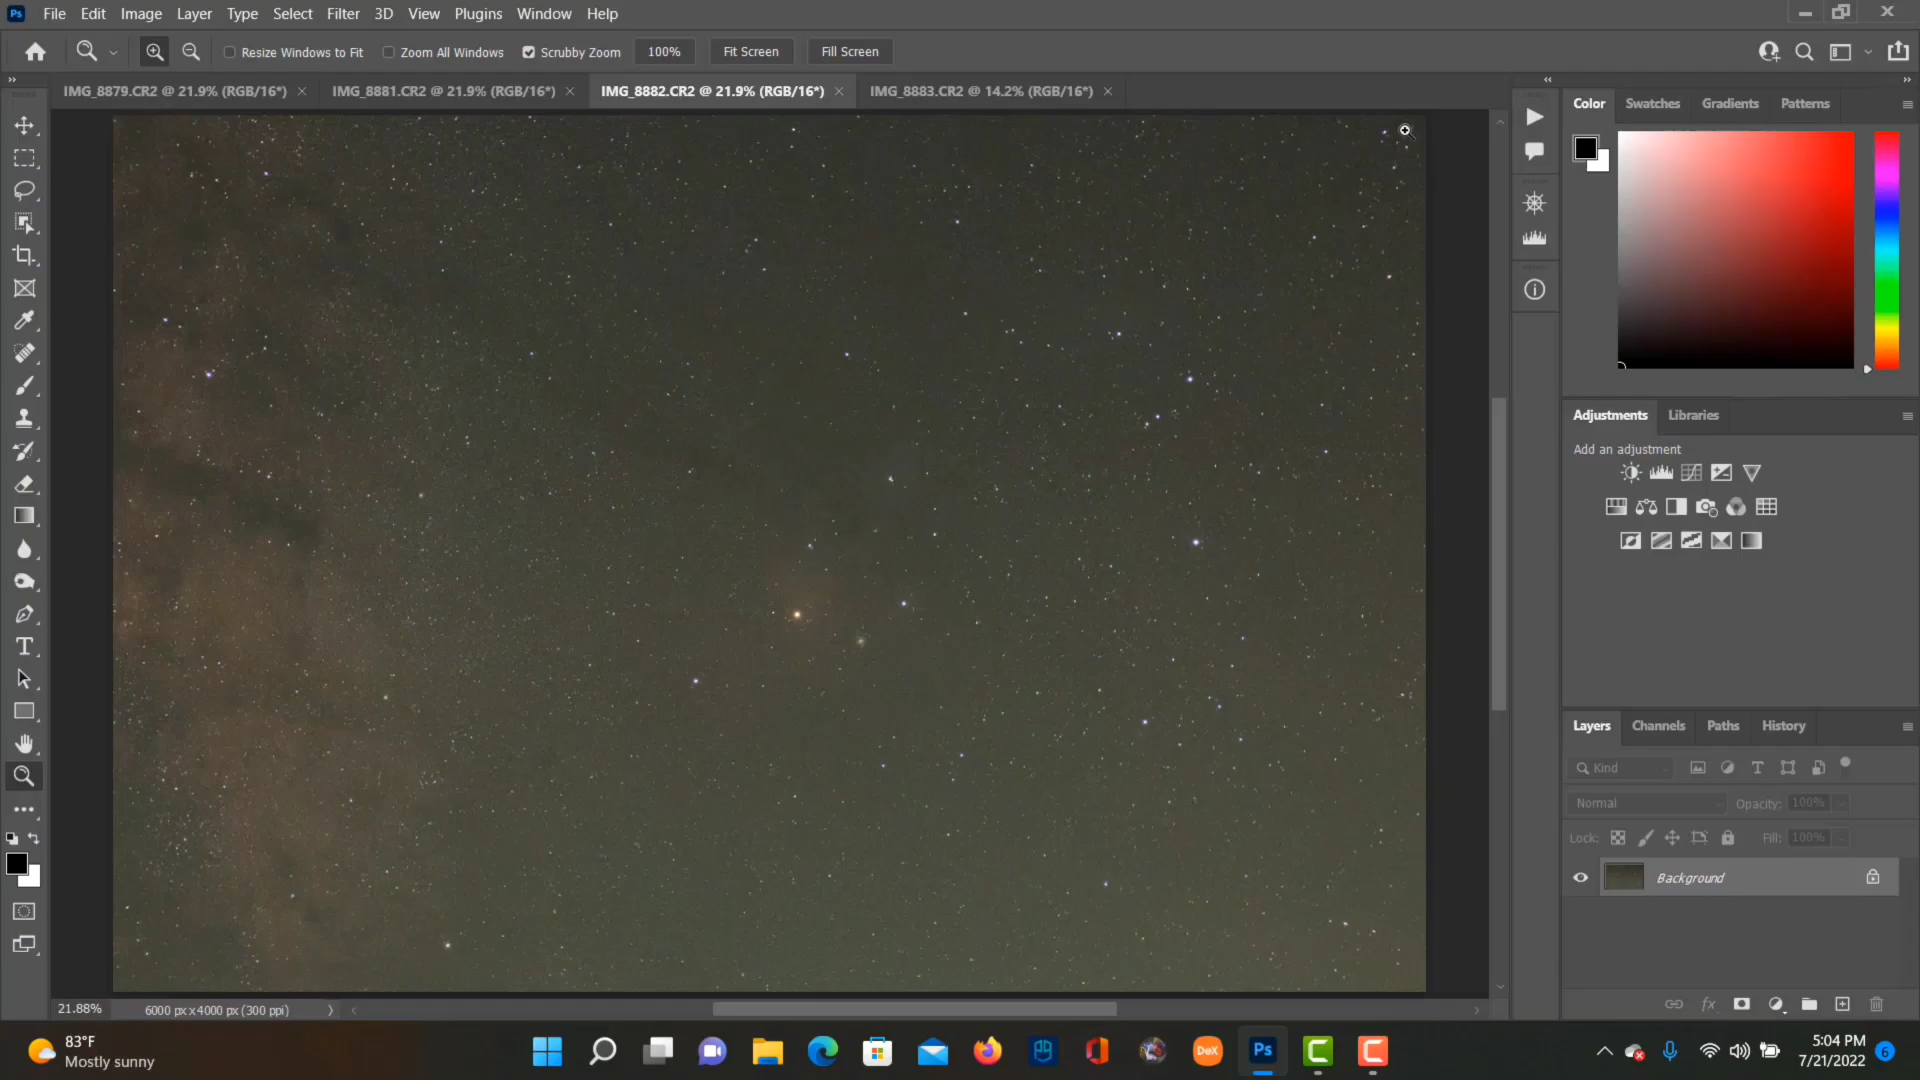 Ps File Edit Image Layer Type Select Filter 3D View Plugins Window Help
Resize Windows to Fit Zoom All Windows Scrubby Zoom 100% Fit Screen Fill Screen
IMG_8879.CR2 @ 21.9% (RGB/16*) IMG_8881.CR2 @ 21.9% (RGB/16*) IMG_8882.CR2 @ 21.9% (RGB/16*) IMG_8883.CR2 @ 14.2% (RGB/16*)
Color Swatches Gradients Patterns
Adjustments Libraries
Add an adjustment
Layers Channels Paths History
Kind
Normal Opacity: 100%
Lock: Fill: 100%
Background
21.88% 6000 px x 4000 px (300 ppi)
83°F
Mostly sunny
DeX Ps
5:04 PM
7/21/2022 6